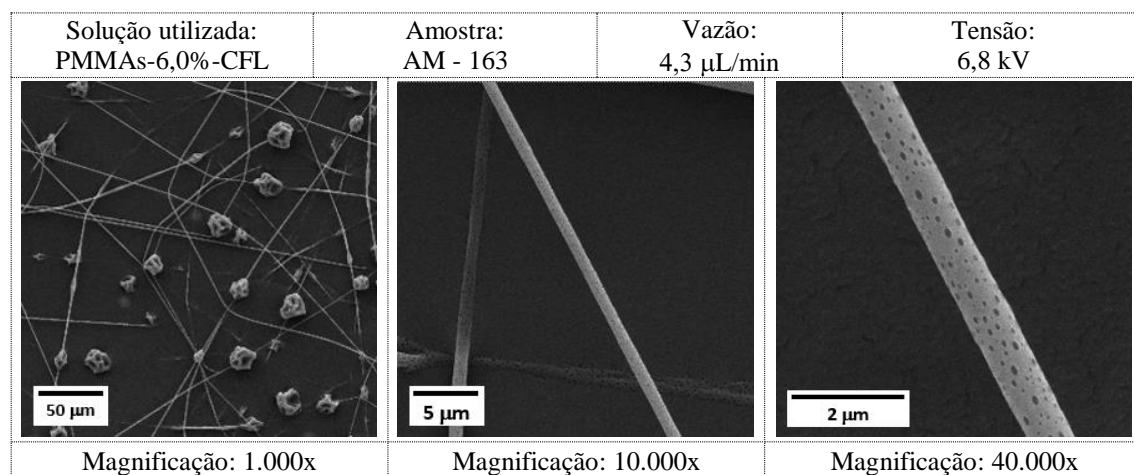 Solução utilizada:
PMMAs-6,0%-CFL
Amostra:
AM - 163
Vazão:
4,3 μL/min
Tensão:
6,8 kV
50 μm
5 μm
2 μm
Magnificação: 1.000x
Magnificação: 10.000x
Magnificação: 40.000x